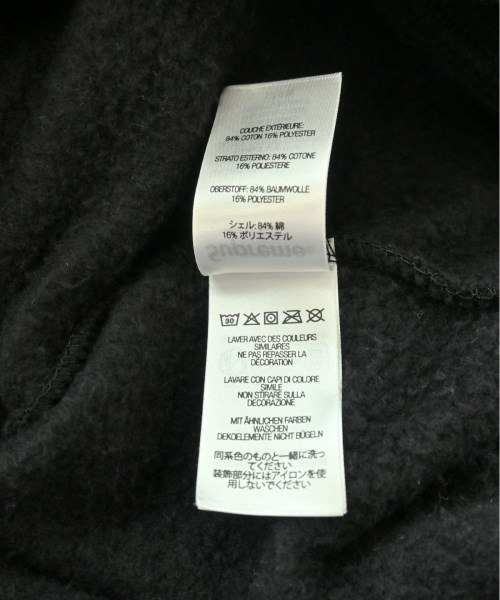 COUCHE EXTÉRIEURE:
84% COTON 16% POLYESTER
STRATO ESTERNO: 84% COTONE
16% POLIESTERE
OBERSTOFF: 84% BAUMWOLLE
16% POLYESTER
シェル: 84% 綿
16% ポリエステル
Supreme
30
LAVER AVEC DES COULEURS
SIMILAIRES
NE PAS REPASSER LA
DÉCORATION
LAVARE CON CAPI DI COLORE
SIMILE
NON STIRARE SULLA
DECORAZIONE
MIT ÄHNLICHEN FARBEN
WASCHEN
DEKOELEMENTE NICHT BÜGELN
同系色のものと一緒に洗っ
てください
装飾部分にはアイロンを使
用しないでください